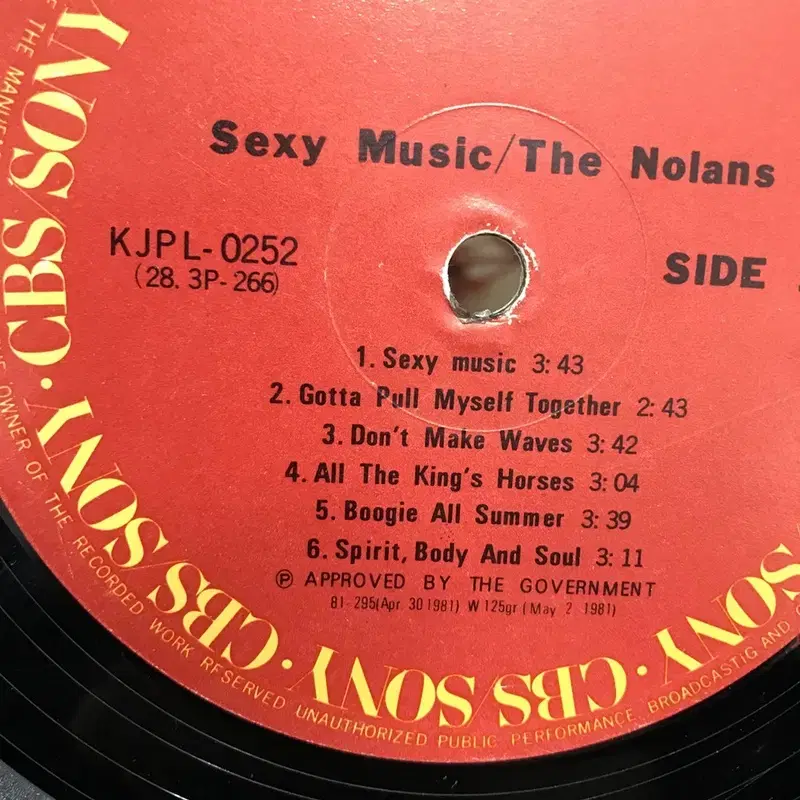 Sexy Music/The Nolans
KJPL-0252
(28. 3P-266)
SIDE
1. Sexy music 3:43
2. Gotta Pull Myself Together 2:43
3. Don't Make Waves 3:42
4. All The King's Horses 3:04
5. Boogie All Summer 3:39
6. Spirit, Body And Soul 3:11
Ⓟ APPROVED BY THE GOVERNMENT
81-295(Apr. 30 1981) W 125gr (May 2 1981)
CBS/SONY · CBS/SONY · CBS/SONY · CBS/SONY
OWNER OF THE RECORDED WORK RESERVED UNAUTHORIZED PUBLIC PERFORMANCE, BROADCASTIG AND